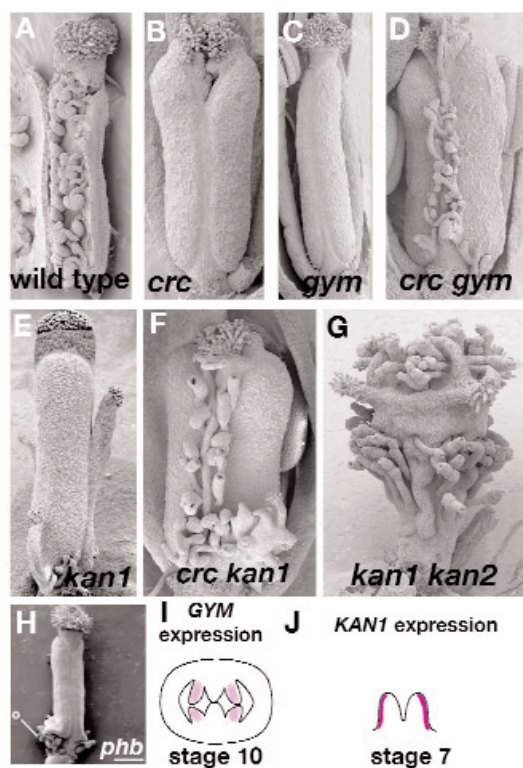 A
wild type
B
crc
C
gym
D
crc gym
E
kan1
F
crc kan1
G
kan1 kan2
H
o
phb
I GYM
expression
stage 10
J KAN1 expression
stage 7